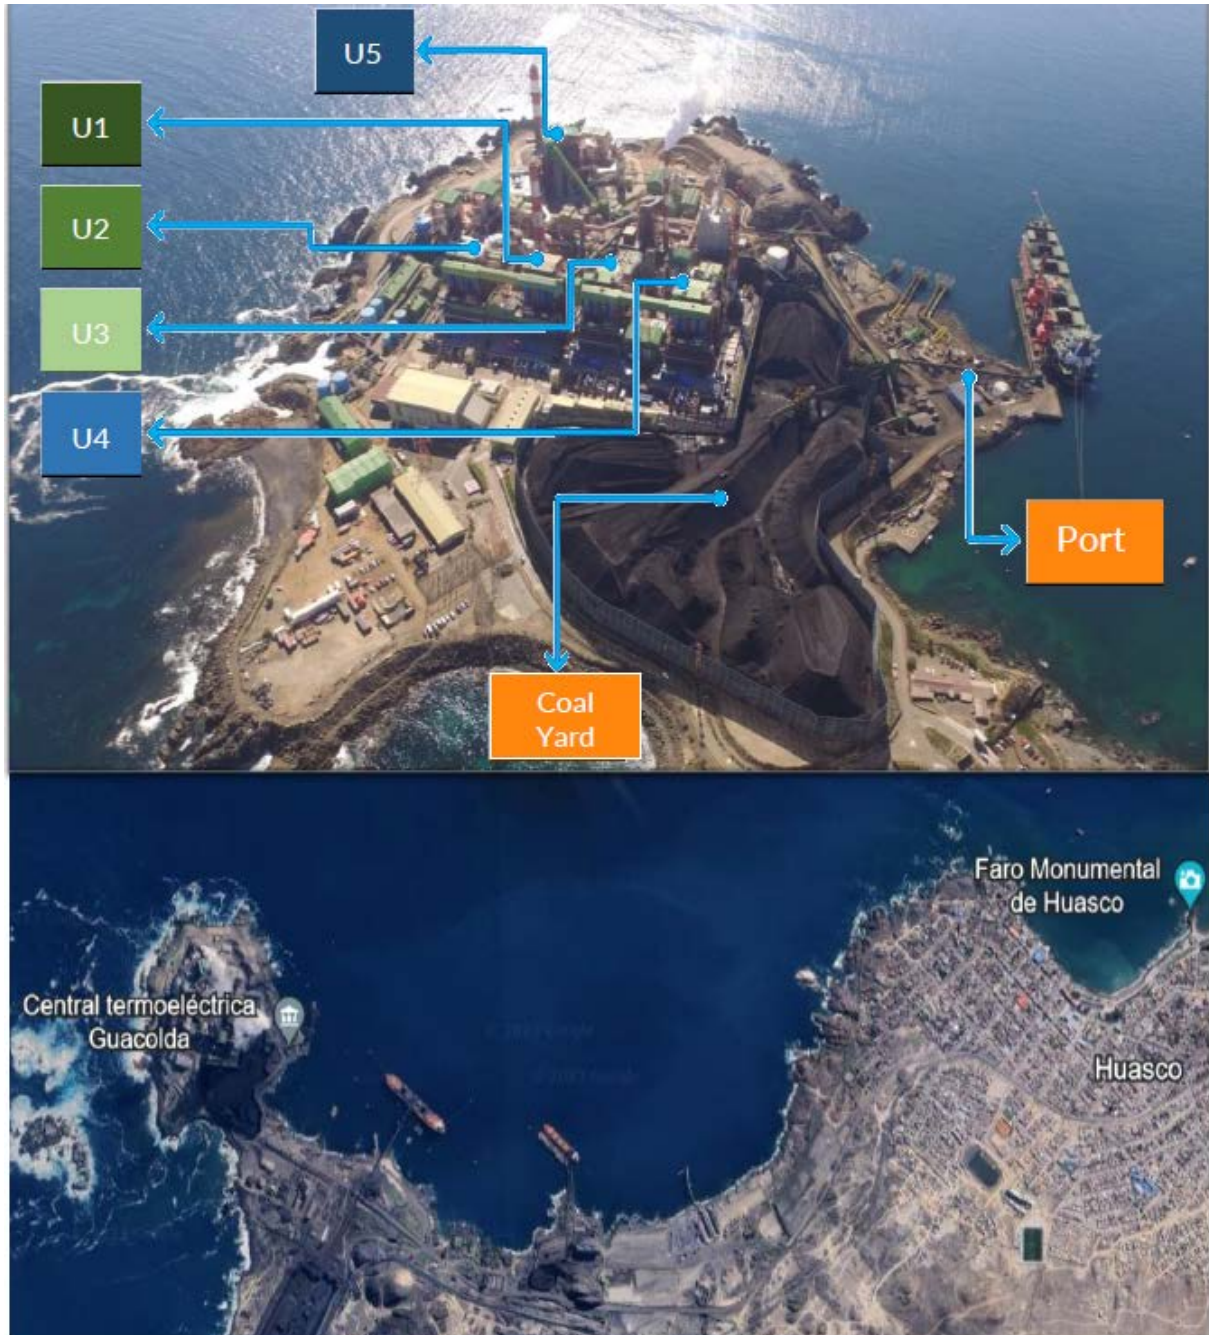 U5
U1
U2
U3
U4
Port
Coal
Yard
Faro Monumental
de Huasco
Central termoeléctrica
Guacolda
Huasco